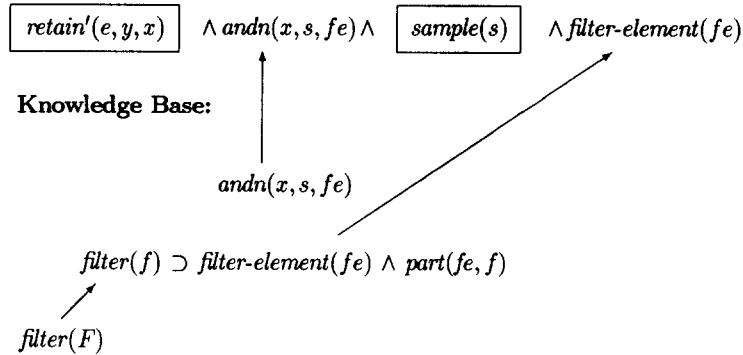 retain′(e, y, x) ∧ andn(x, s, fe) ∧ sample(s) ∧ filter-element(fe)
Knowledge Base:
andn(x, s, fe)
filter(f) ⊃ filter-element(fe) ∧ part(fe, f)
filter(F)